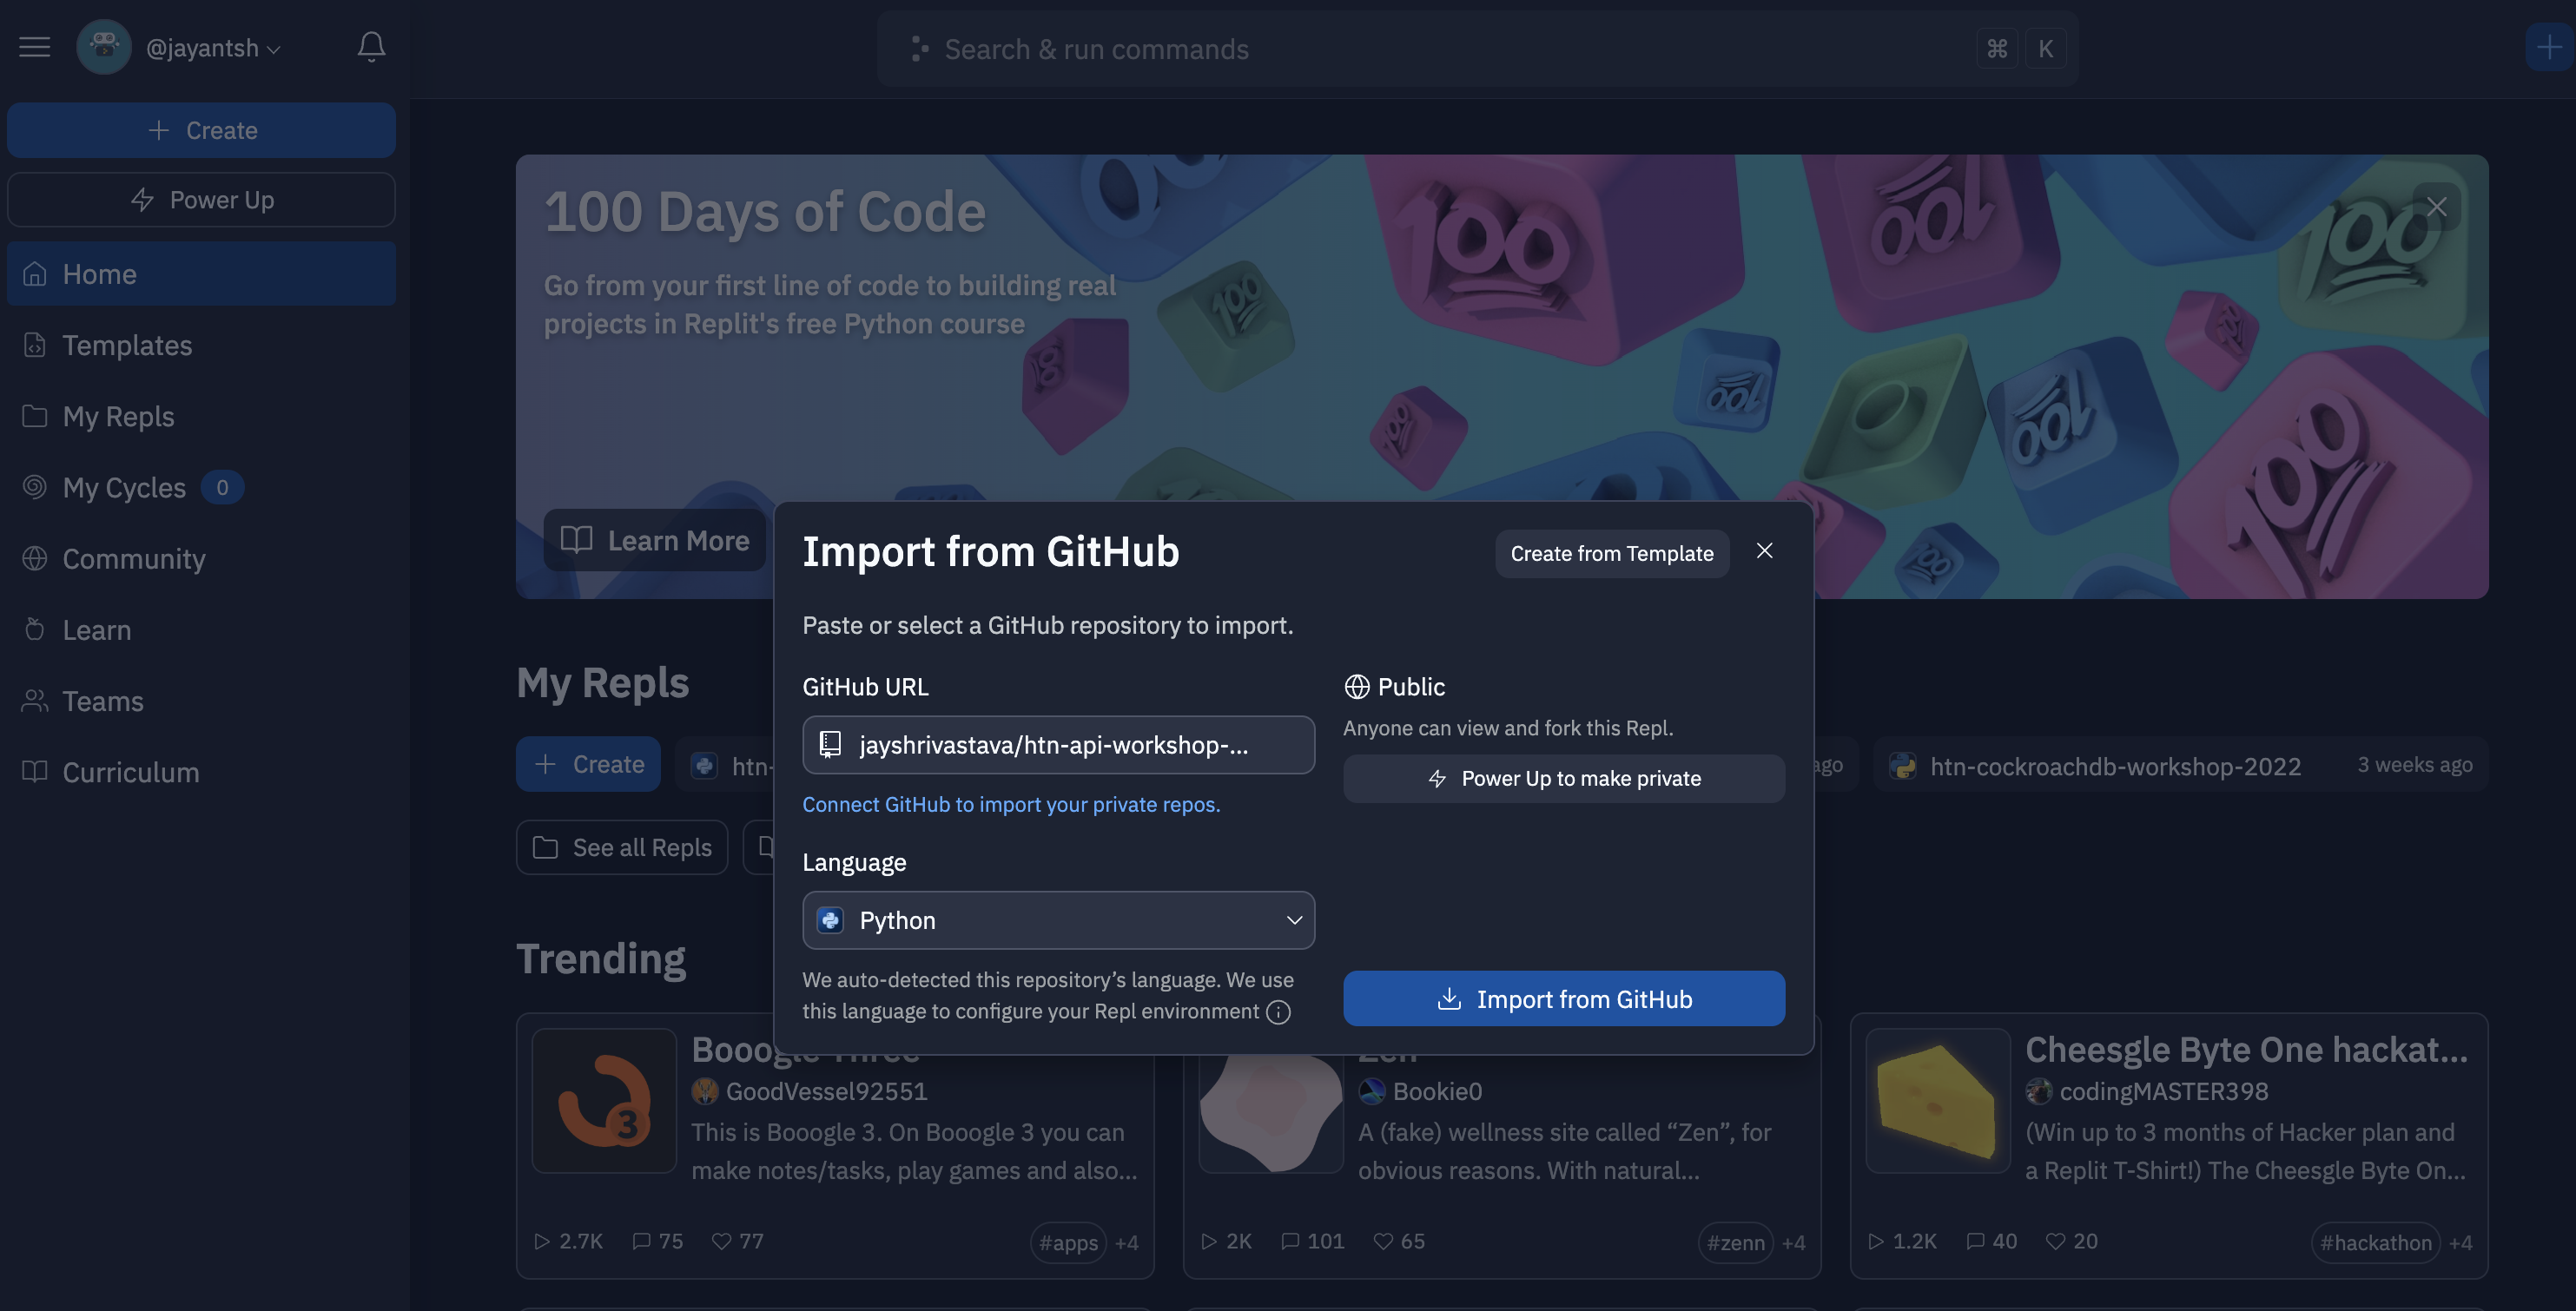 @jayantsh
Search & run commands
⌘ K
Create
Power Up
Home
Templates
My Repls
My Cycles 0
Community
Learn
Teams
Curriculum
100 Days of Code
Go from your first line of code to building real
projects in Replit's free Python course
Learn More
Import from GitHub
Create from Template
Paste or select a GitHub repository to import.
GitHub URL
jayshrivastava/htn-api-workshop-...
Connect GitHub to import your private repos.
Public
Anyone can view and fork this Repl.
Power Up to make private
Language
Python
We auto-detected this repository’s language. We use
this language to configure your Repl environment
Import from GitHub
My Repls
Create
htn-
ago
htn-cockroachdb-workshop-2022 3 weeks ago
See all Repls
Trending
Booogle Three
GoodVessel92551
This is Booogle 3. On Booogle 3 you can
make notes/tasks, play games and also...
2.7K 75 77 #apps +4
Zen
Bookie0
A (fake) wellness site called “Zen”, for
obvious reasons. With natural...
2K 101 65 #zenn +4
Cheesgle Byte One hackat...
codingMASTER398
(Win up to 3 months of Hacker plan and
a Replit T-Shirt!) The Cheesgle Byte On...
1.2K 40 20 #hackathon +4